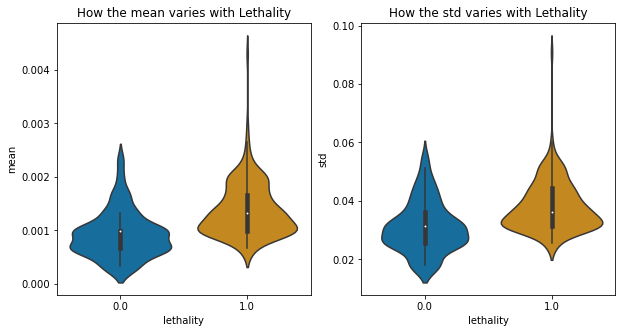 How the mean varies with Lethality
mean
0.004
0.003
0.002
0.001
0.000
0.0 1.0
lethality
How the std varies with Lethality
std
0.10
0.08
0.06
0.04
0.02
0.0 1.0
lethality